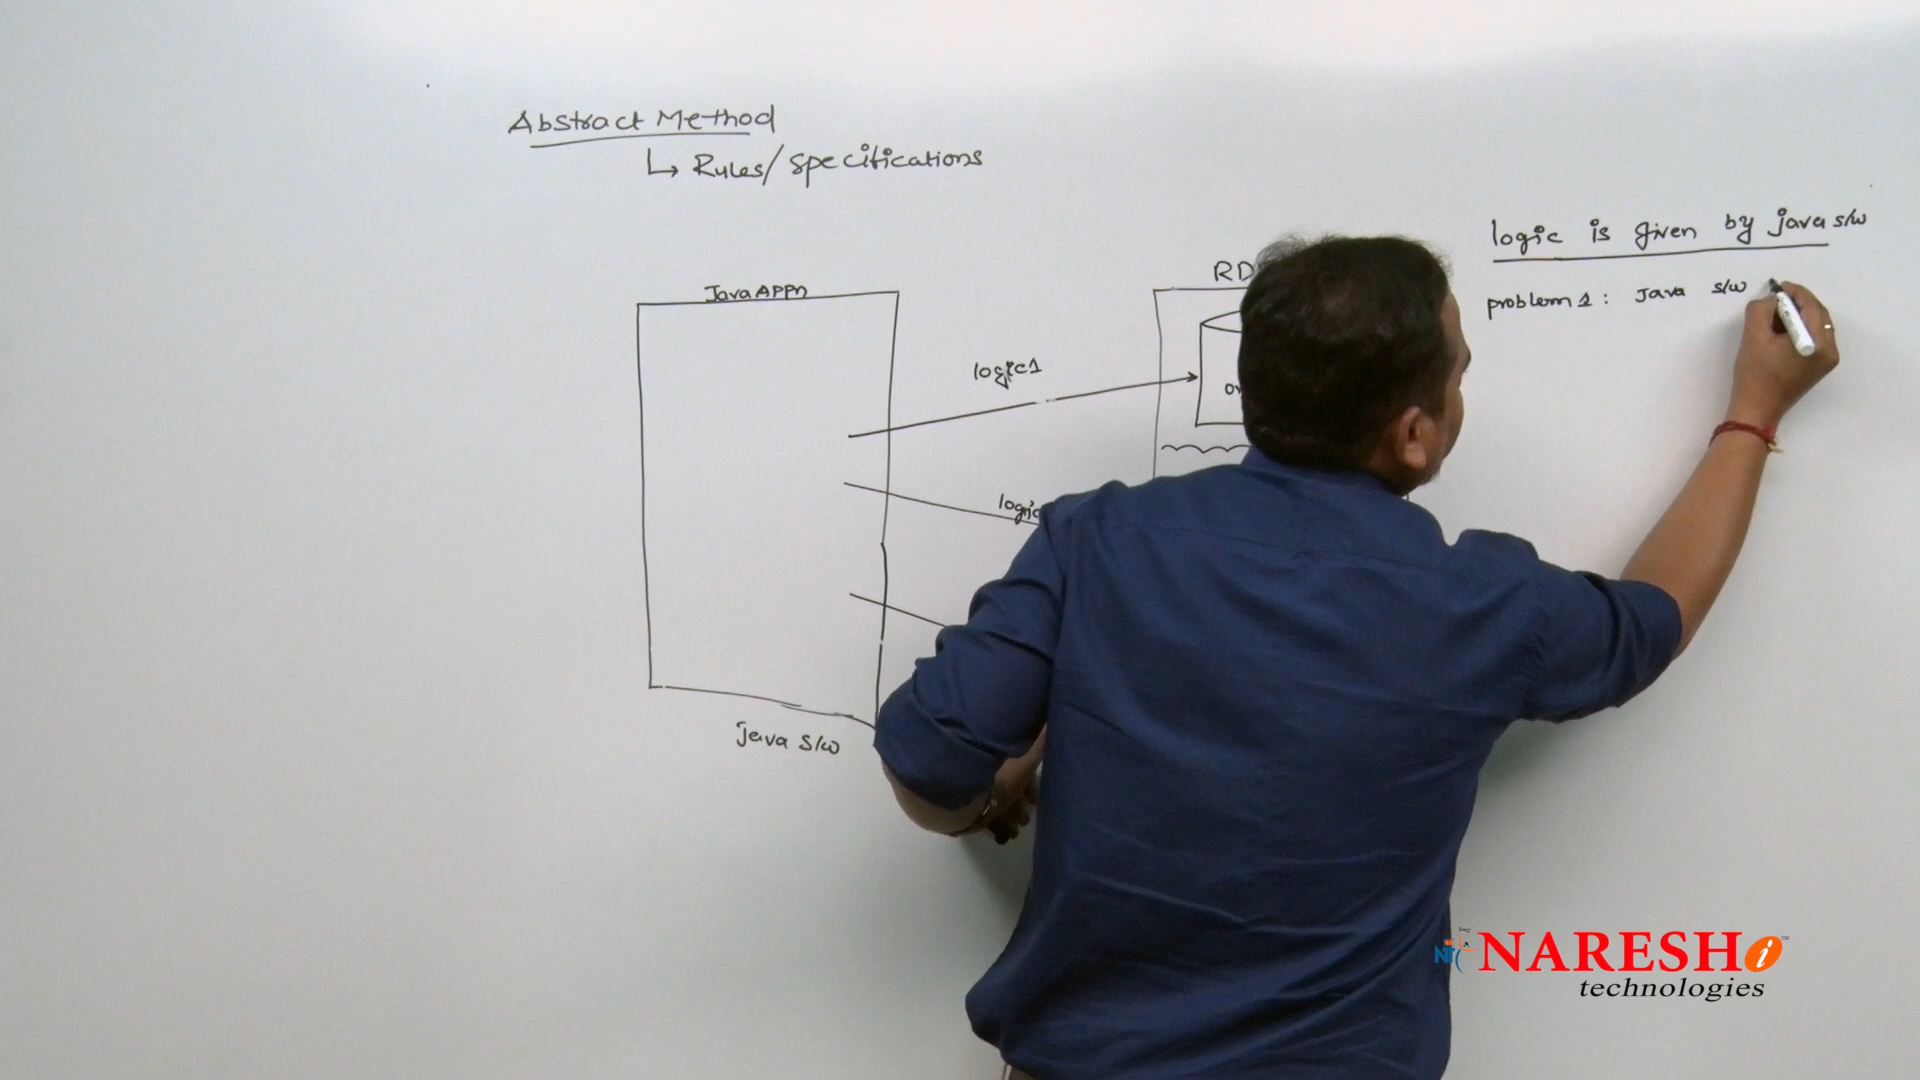 Abstract Method
↳ Rules/specifications
logic is given by java s/w
RD
Java APPn
problem 1: Java s/w
logic1
logic
java s/w
NARESH i ™
technologies